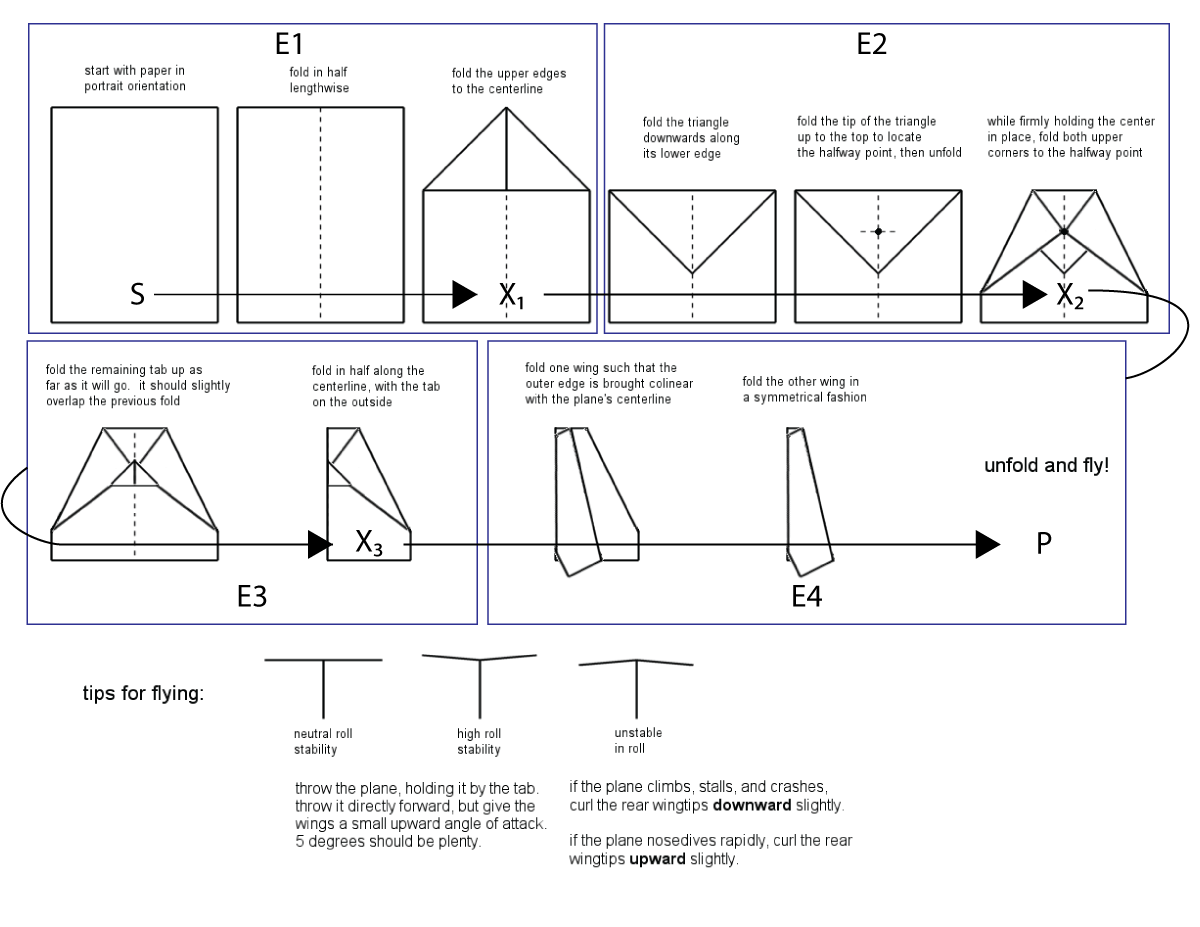 E1
start with paper in
portrait orientation
fold in half
lengthwise
fold the upper edges
to the centerline
S
X₁
E2
fold the triangle
downwards along
its lower edge
fold the tip of the triangle
up to the top to locate
the halfway point, then unfold
while firmly holding the center
in place, fold both upper
corners to the halfway point
X₂
fold the remaining tab up as
far as it will go.  it should slightly
overlap the previous fold
fold in half along the
centerline, with the tab
on the outside
X₃
E3
fold one wing such that the
outer edge is brought colinear
with the plane's centerline
fold the other wing in
a symmetrical fashion
unfold and fly!
P
E4
tips for flying:
neutral roll
stability
high roll
stability
unstable
in roll
throw the plane, holding it by the tab.
throw it directly forward, but give the
wings a small upward angle of attack.
5 degrees should be plenty.
if the plane climbs, stalls, and crashes,
curl the rear wingtips downward slightly.
if the plane nosedives rapidly, curl the rear
wingtips upward slightly.